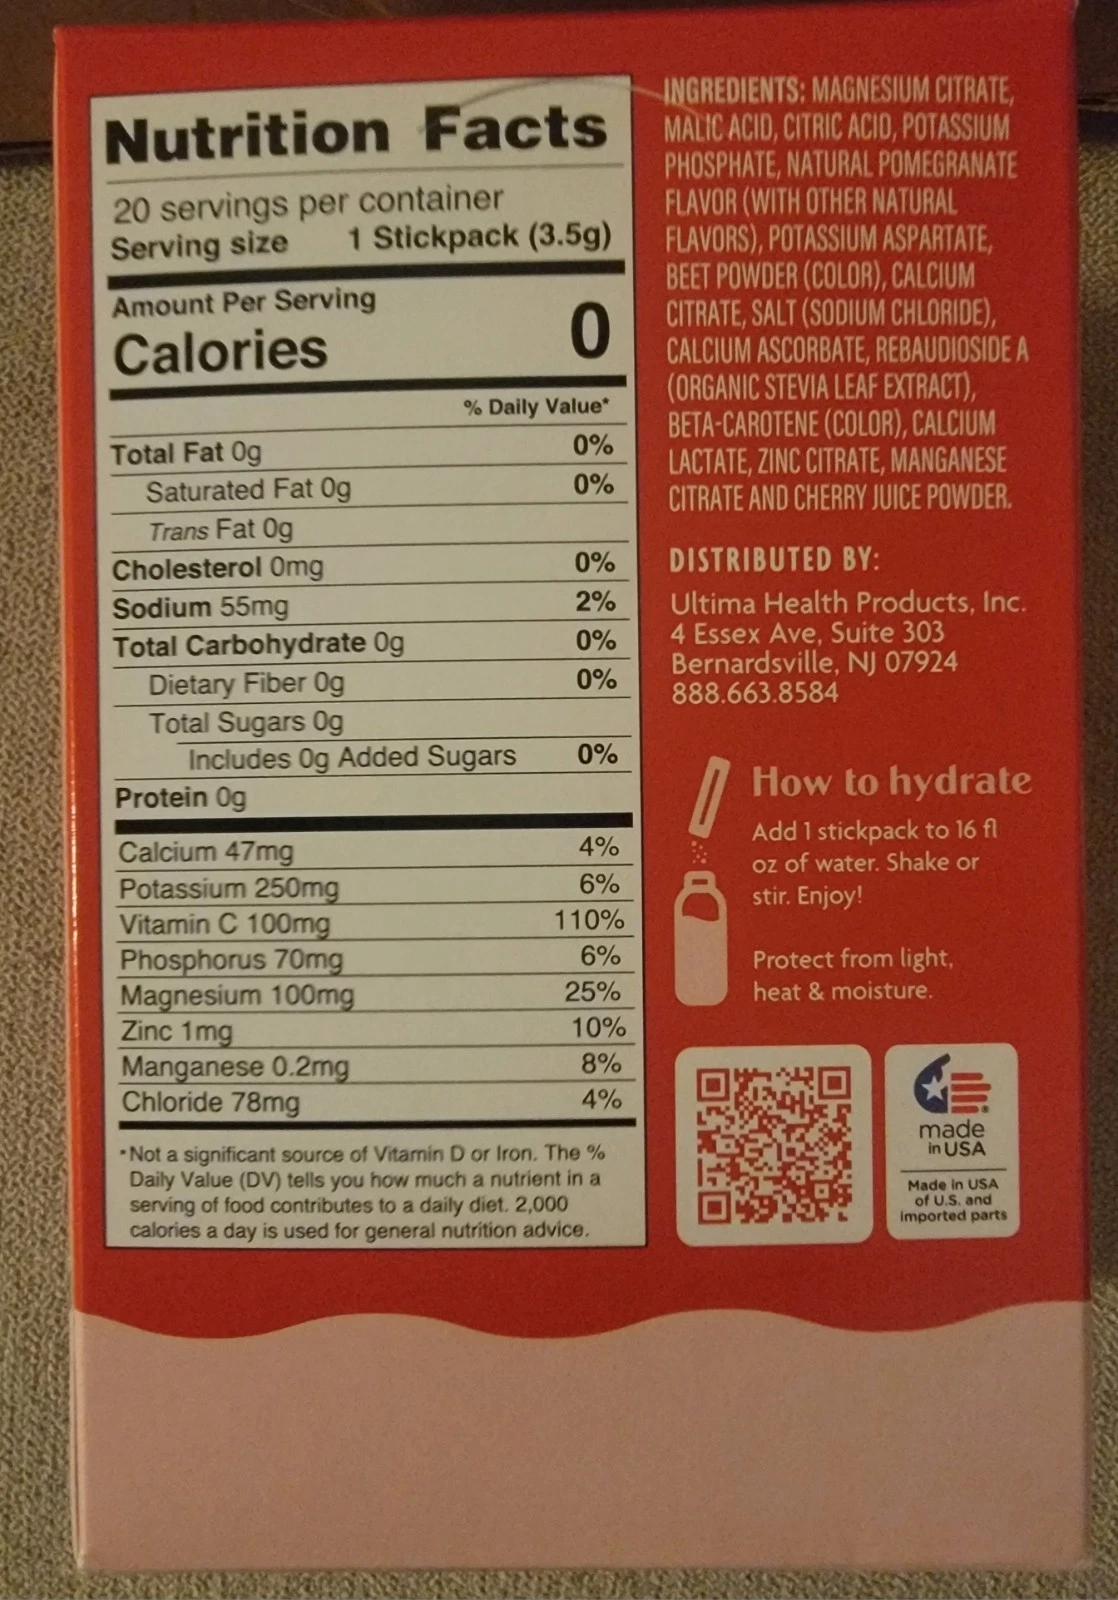 Nutrition Facts
20 servings per container
Serving size 1 Stickpack (3.5g)
Amount Per Serving
Calories 0
% Daily Value*
Total Fat 0g 0%
Saturated Fat 0g 0%
Trans Fat 0g
Cholesterol 0mg 0%
Sodium 55mg 2%
Total Carbohydrate 0g 0%
Dietary Fiber 0g 0%
Total Sugars 0g
Includes 0g Added Sugars 0%
Protein 0g
Calcium 47mg 4%
Potassium 250mg 6%
Vitamin C 100mg 110%
Phosphorus 70mg 6%
Magnesium 100mg 25%
Zinc 1mg 10%
Manganese 0.2mg 8%
Chloride 78mg 4%
*Not a significant source of Vitamin D or Iron. The %
Daily Value (DV) tells you how much a nutrient in a
serving of food contributes to a daily diet. 2,000
calories a day is used for general nutrition advice.
INGREDIENTS: MAGNESIUM CITRATE,
MALIC ACID, CITRIC ACID, POTASSIUM
PHOSPHATE, NATURAL POMEGRANATE
FLAVOR (WITH OTHER NATURAL
FLAVORS), POTASSIUM ASPARTATE,
BEET POWDER (COLOR), CALCIUM
CITRATE, SALT (SODIUM CHLORIDE),
CALCIUM ASCORBATE, REBAUDIOSIDE A
(ORGANIC STEVIA LEAF EXTRACT),
BETA-CAROTENE (COLOR), CALCIUM
LACTATE, ZINC CITRATE, MANGANESE
CITRATE AND CHERRY JUICE POWDER.
DISTRIBUTED BY:
Ultima Health Products, Inc.
4 Essex Ave, Suite 303
Bernardsville, NJ 07924
888.663.8584
How to hydrate
Add 1 stickpack to 16 fl
oz of water. Shake or
stir. Enjoy!
Protect from light,
heat & moisture.
made
in USA
Made in USA
of U.S. and
imported parts